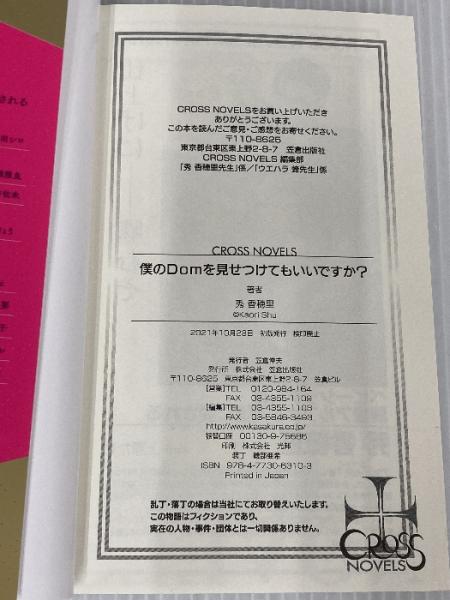 される
CROSS NOVELSをお買い上げいただき
ありがとうございます。
この本を読んだご意見・ご感想をお寄せください。
〒110-8625
東京都台東区東上野2-8-7 笠倉出版社
CROSS NOVELS 編集部
「秀 香穂里先生」係/「ウエハラ 蜂先生」係
CROSS NOVELS
僕のDomを見せつけてもいいですか?
著者
秀 香穂里
©Kaori Shu
2021年10月23日 初版発行 検印廃止
発行者 笠倉伸夫
発行所 株式会社 笠倉出版社
〒110-8625 東京都台東区東上野2-8-7 笠倉ビル
[営業]TEL 0120-984-164
FAX 03-4355-1109
[編集]TEL 03-4355-1103
FAX 03-5846-3493
http://www.kasakura.co.jp/
振替口座 00130-9-75686
印刷 株式会社 光邦
装丁 磯部亜希
ISBN 978-4-7730-6310-3
Printed in Japan
乱丁・落丁の場合は当社にてお取り替えいたします。
この物語はフィクションであり、
実在の人物・事件・団体とは一切関係ありません。
CROSS
NOVELS